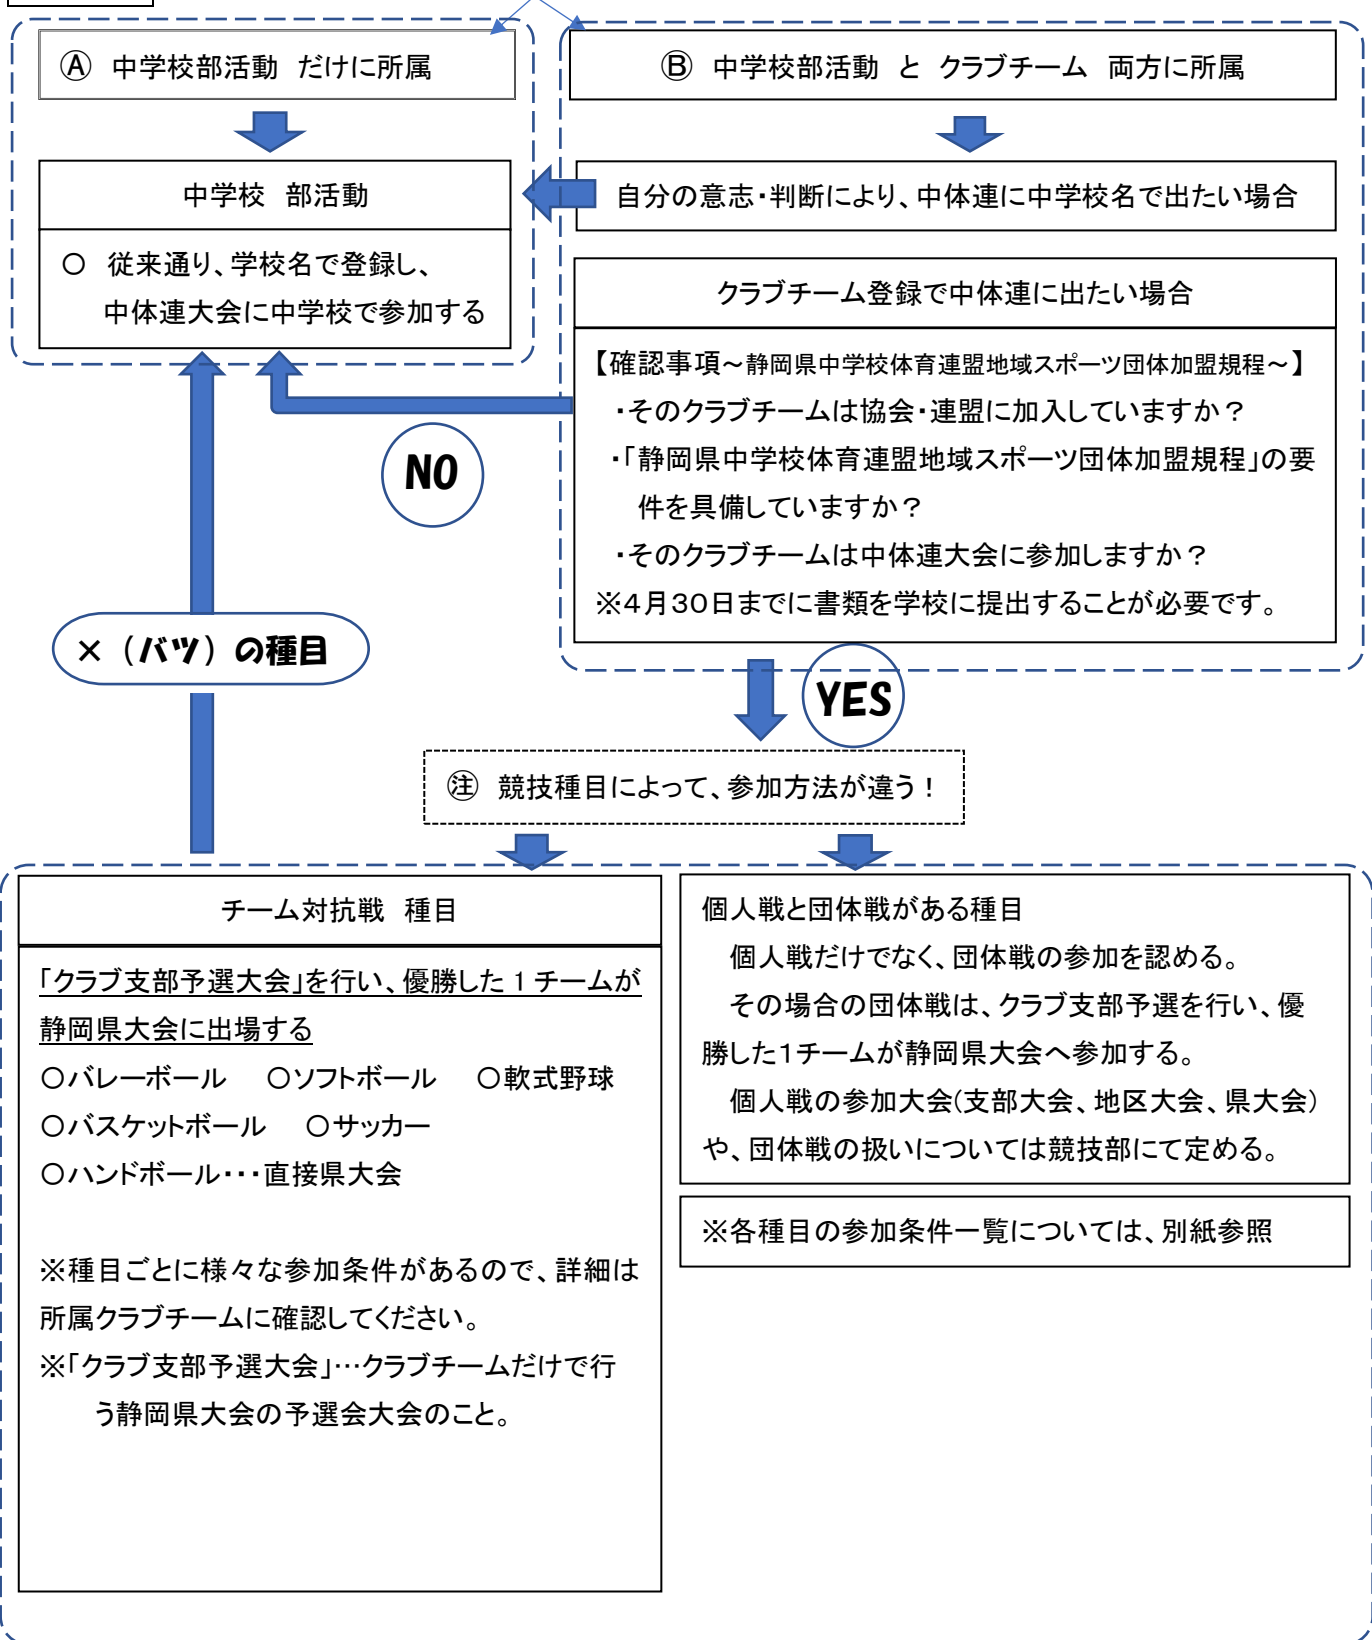 Ⓐ 中学校部活動 だけに所属
Ⓑ 中学校部活動 と クラブチーム 両方に所属
中学校 部活動
〇 従来通り、学校名で登録し、
中体連大会に中学校で参加する
自分の意志・判断により、中体連に中学校名で出たい場合
クラブチーム登録で中体連に出たい場合
【確認事項～静岡県中学校体育連盟地域スポーツ団体加盟規程～】
・そのクラブチームは協会・連盟に加入していますか？
・「静岡県中学校体育連盟地域スポーツ団体加盟規程」の要
件を具備していますか？
・そのクラブチームは中体連大会に参加しますか？
※４月３０日までに書類を学校に提出することが必要です。
NO
×（バツ）の種目
YES
㊟ 競技種目によって、参加方法が違う！
チーム対抗戦 種目
「クラブ支部予選大会」を行い、優勝した 1 チームが
静岡県大会に出場する
〇バレーボール 〇ソフトボール 〇軟式野球
〇バスケットボール 〇サッカー
〇ハンドボール・・・直接県大会
※種目ごとに様々な参加条件があるので、詳細は
所属クラブチームに確認してください。
※「クラブ支部予選大会」…クラブチームだけで行
う静岡県大会の予選会大会のこと。
個人戦と団体戦がある種目
個人戦だけでなく、団体戦の参加を認める。
その場合の団体戦は、クラブ支部予選を行い、優
勝した１チームが静岡県大会へ参加する。
個人戦の参加大会(支部大会、地区大会、県大会)
や、団体戦の扱いについては競技部にて定める。
※各種目の参加条件一覧については、別紙参照